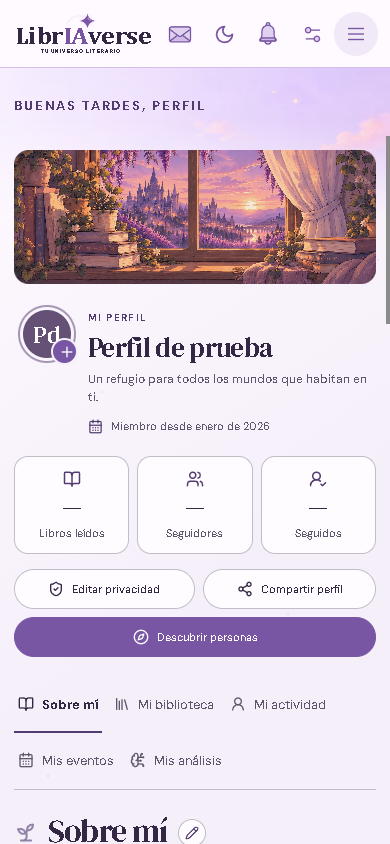 LibrIAverse
TU UNIVERSO LITERARIO
BUENAS TARDES, PERFIL
Pd
MI PERFIL
Perfil de prueba
Un refugio para todos los mundos que habitan en
ti.
Miembro desde enero de 2026
— — —
Libros leídos Seguidores Seguidos
Editar privacidad Compartir perfil
Descubrir personas
Sobre mí Mi biblioteca Mi actividad
Mis eventos Mis análisis
Sobre mí